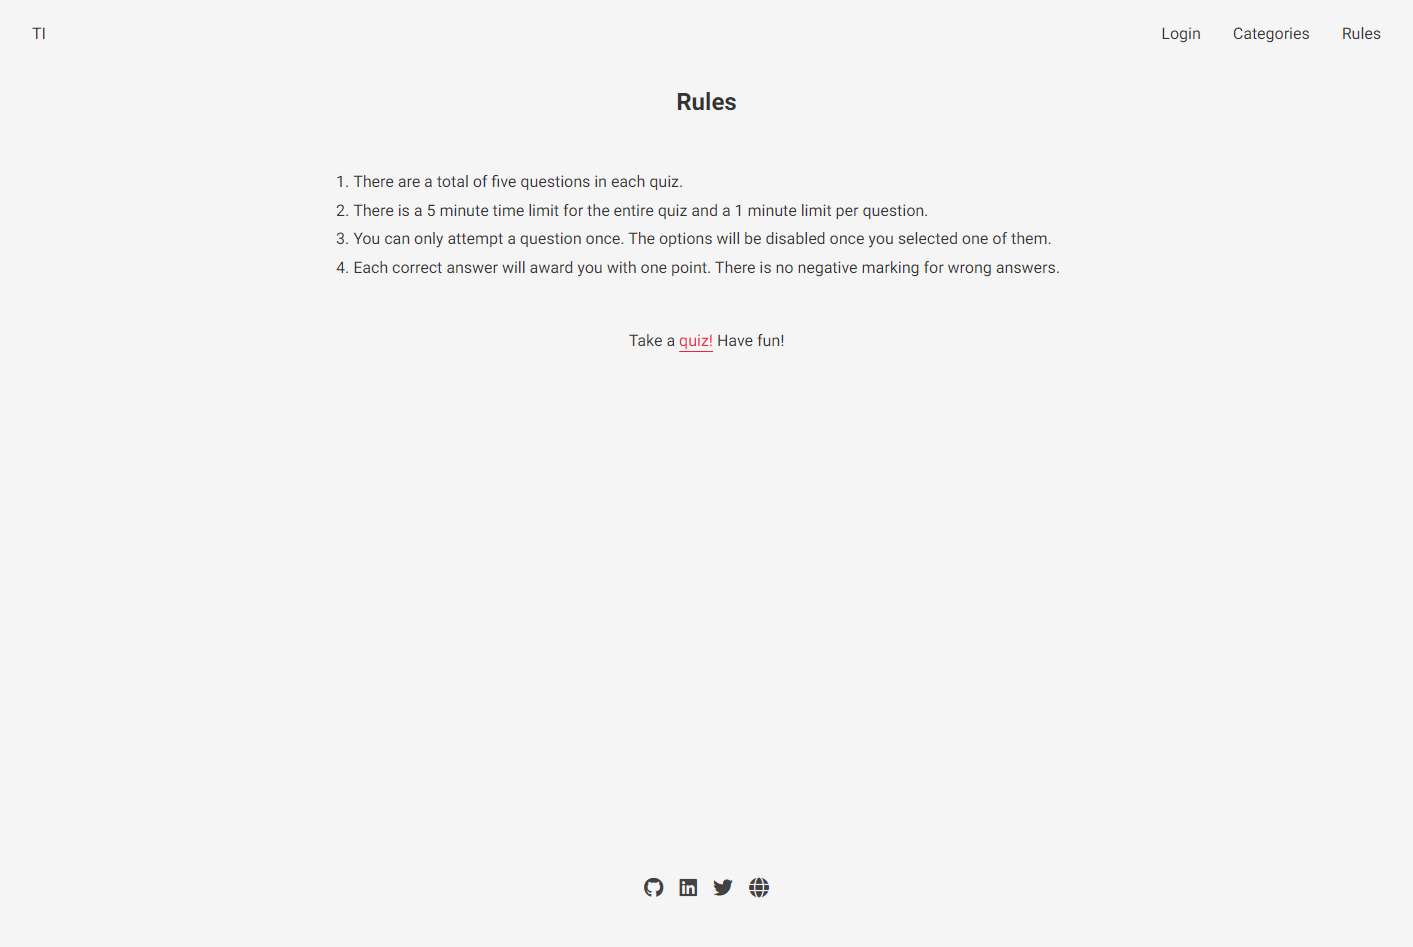 TI
Login Categories Rules
Rules
1. There are a total of five questions in each quiz.
2. There is a 5 minute time limit for the entire quiz and a 1 minute limit per question.
3. You can only attempt a question once. The options will be disabled once you selected one of them.
4. Each correct answer will award you with one point. There is no negative marking for wrong answers.
Take a quiz! Have fun!